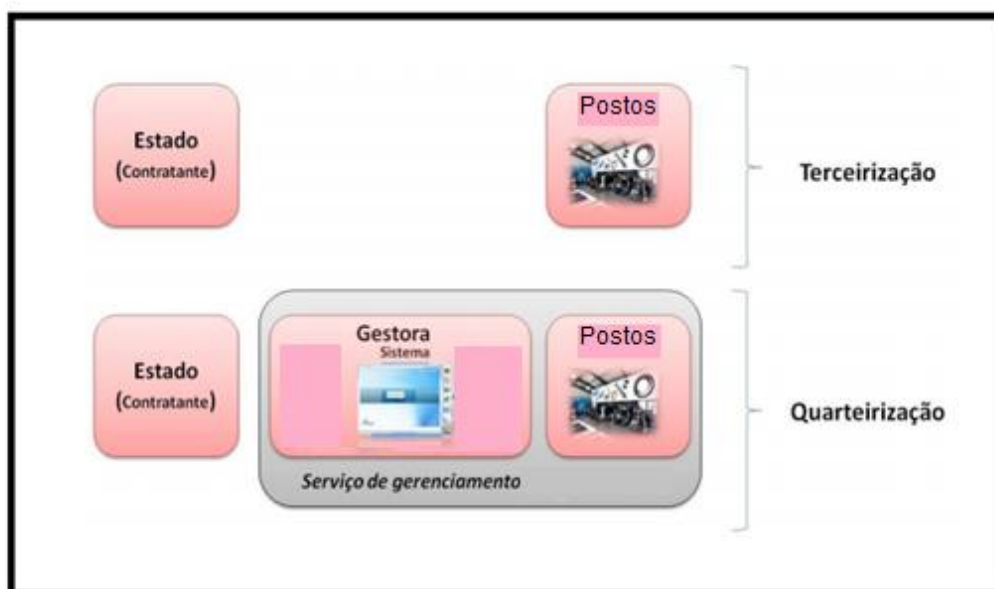 Estado
(Contratante)
Postos
Terceirização
Estado
(Contratante)
Gestora
Sistema
Postos
Serviço de gerenciamento
Quarteirização